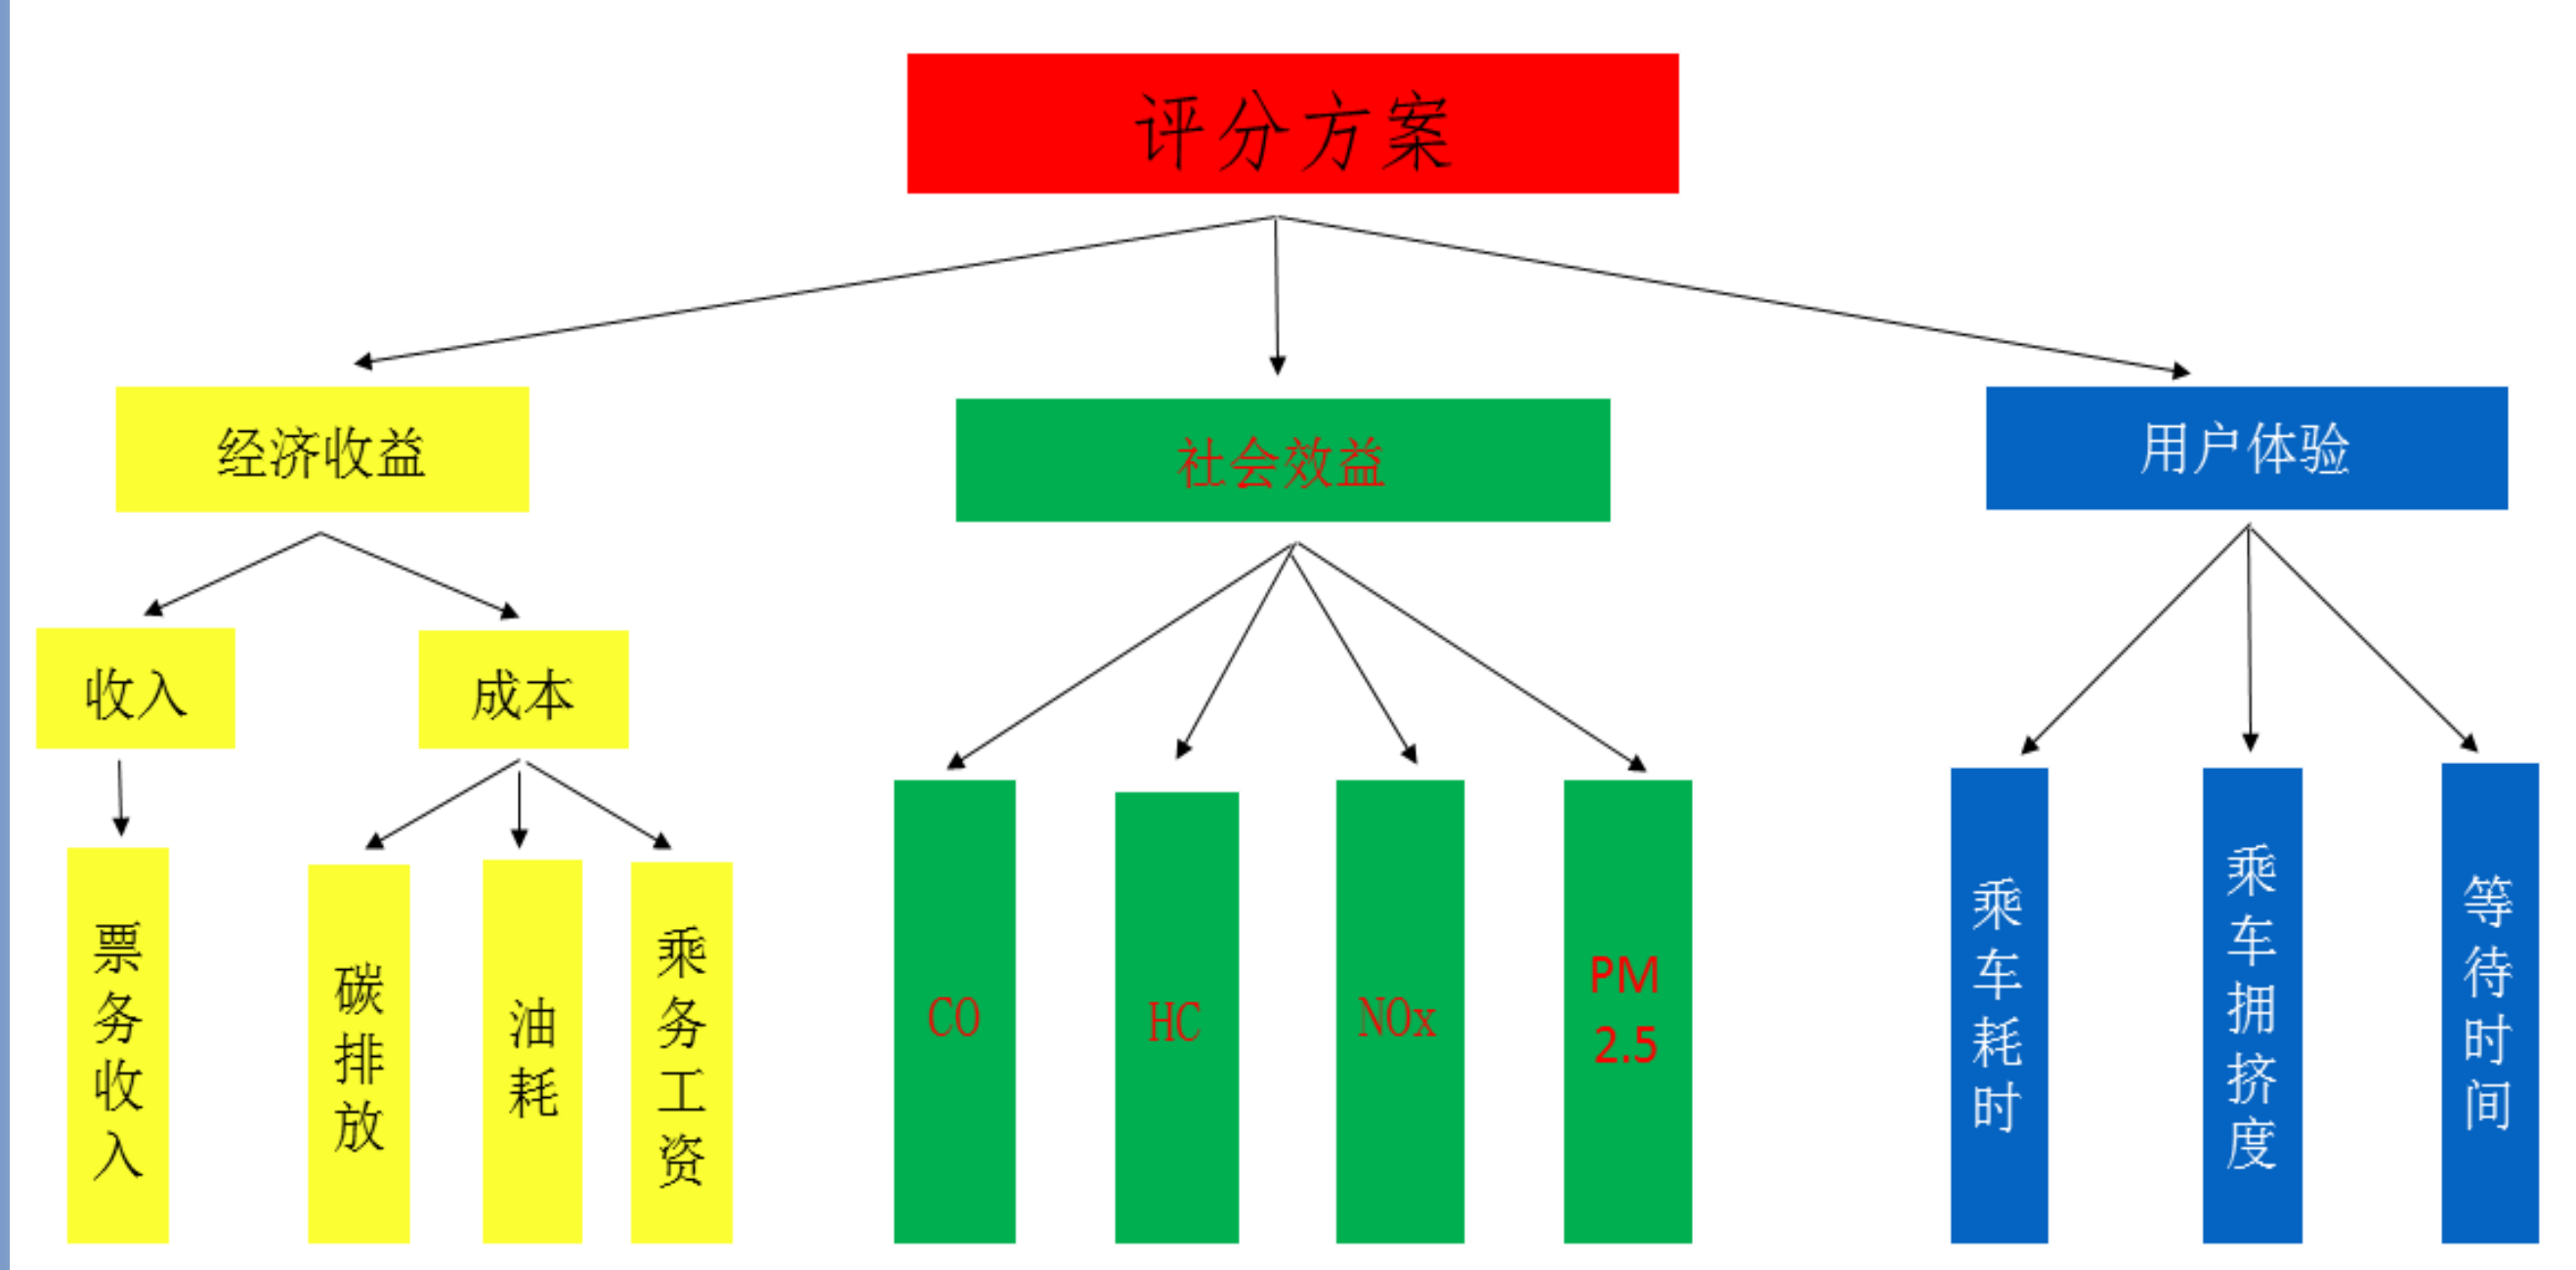 评分方案
经济收益
社会效益
用户体验
收入
成本
票务收入
碳排放
油耗
乘务工资
CO
HC
NOx
PM
2.5
乘车耗时
乘车拥挤度
等待时间